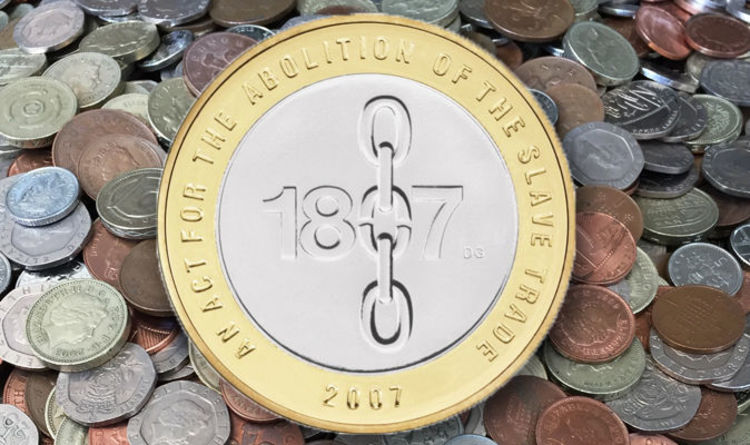 AN ACT FOR THE ABOLITION OF THE SLAVE TRADE
1807
DG
2007